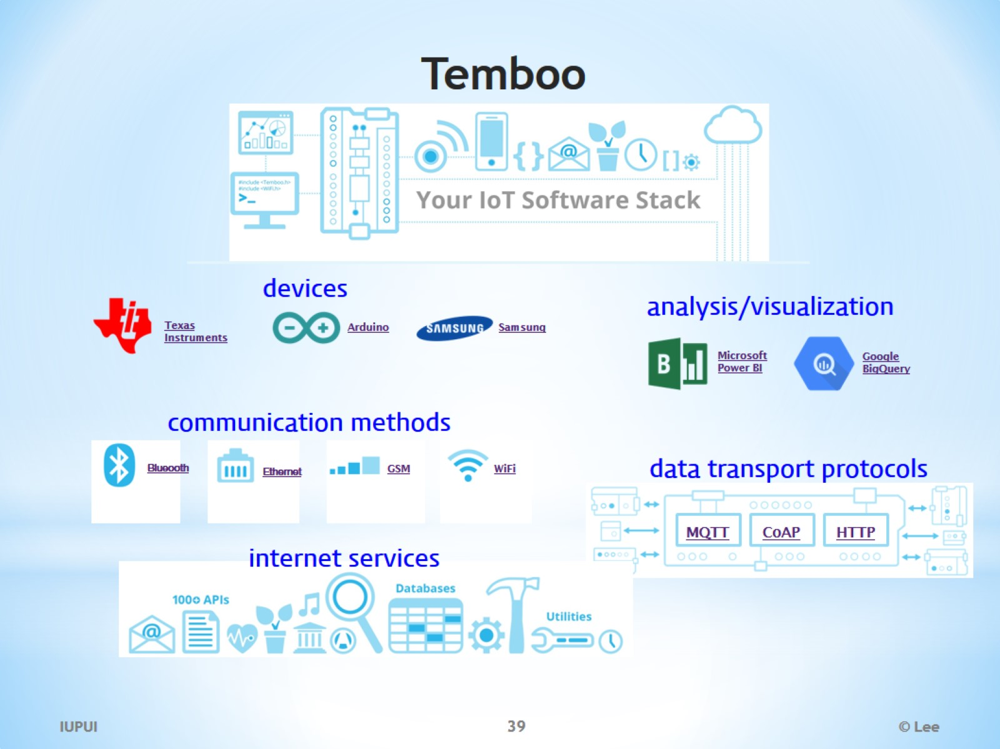 Temboo
#include <Temboo.h>
#include <WiFi.h>
>_
{ }
@
[ ]
Your IoT Software Stack
devices
Texas
Instruments
Arduino
SAMSUNG
Samsung
analysis/visualization
B
Microsoft
Power BI
Google
BigQuery
communication methods
Blueooth
Ethernet
GSM
WiFi
data transport protocols
MQTT
CoAP
HTTP
internet services
100+ APIs
@
Databases
Utilities
IUPUI
39
© Lee